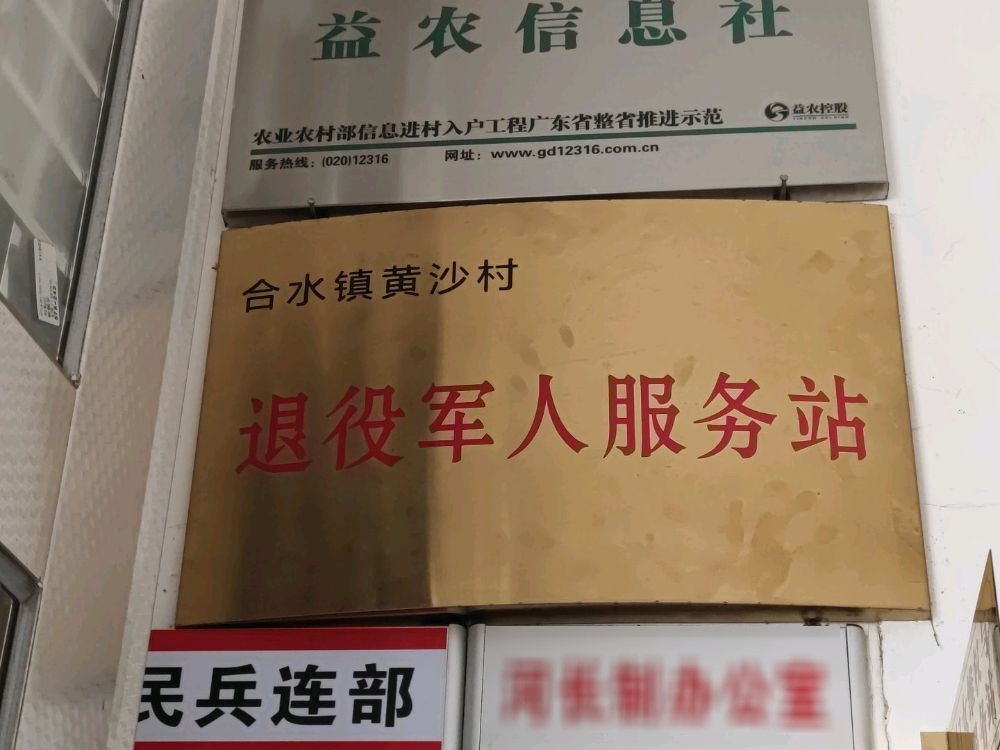 益农信息社
农业农村部信息进村入户工程广东省整省推进示范
益农控股
服务热线：(020)12316
网址：www.gd12316.com.cn
合水镇黄沙村
退役军人服务站
民兵连部